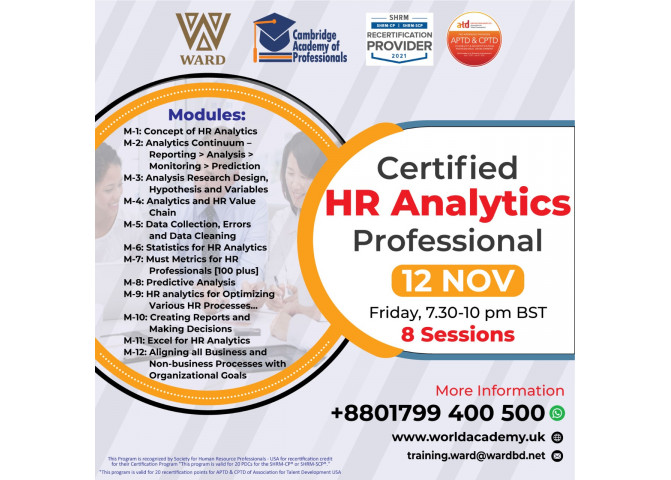 WARD
Cambridge
Academy of
Professionals
SHRM
SHRM-CP | SHRM-SCP
RECERTIFICATION
PROVIDER
2021
atd
APTD & CPTD
Modules:
M-1: Concept of HR Analytics
M-2: Analytics Continuum –
Reporting > Analysis >
Monitoring > Prediction
M-3: Analysis Research Design,
Hypothesis and Variables
M-4: Analytics and HR Value
Chain
M-5: Data Collection, Errors
and Data Cleaning
M-6: Statistics for HR Analytics
M-7: Must Metrics for HR
Professionals [100 plus]
M-8: Predictive Analysis
M-9: HR analytics for Optimizing
Various HR Processes...
M-10: Creating Reports and
Making Decisions
M-11: Excel for HR Analytics
M-12: Aligning all Business and
Non-business Processes with
Organizational Goals
Certified
HR Analytics
Professional
12 NOV
Friday, 7.30-10 pm BST
8 Sessions
More Information
+8801799 400 500
www.worldacademy.uk
training.ward@wardbd.net
This Program is recognized by Society for Human Resource Professionals - USA for recertification credit
for their Certification Program "This program is valid for 20 PDCs for the SHRM-CP® or SHRM-SCP®."
"This program is valid for 20 recertification points for APTD & CPTD of Association for Talent Development USA